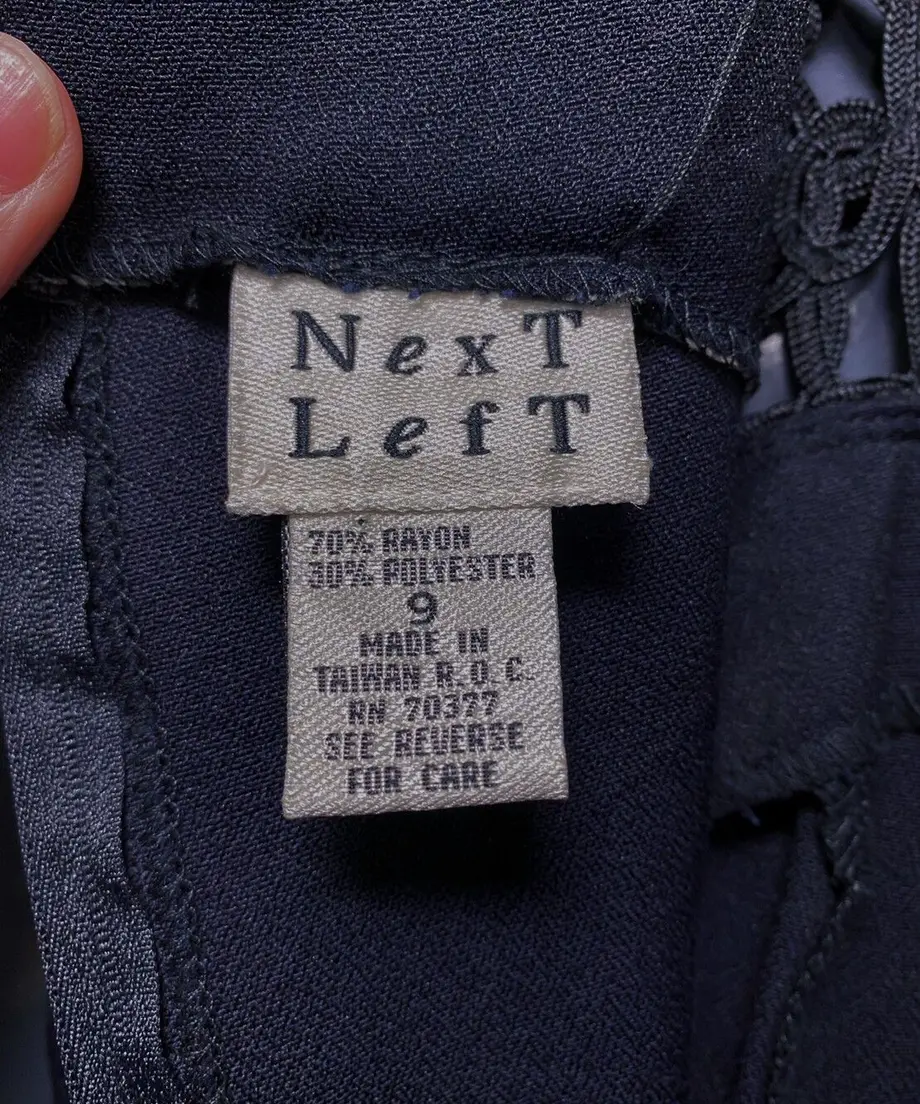 NexT
LefT
70% RAYON
30% POLYESTER
9
MADE IN
TAIWAN R.O.C.
RN 70377
SEE REVERSE
FOR CARE